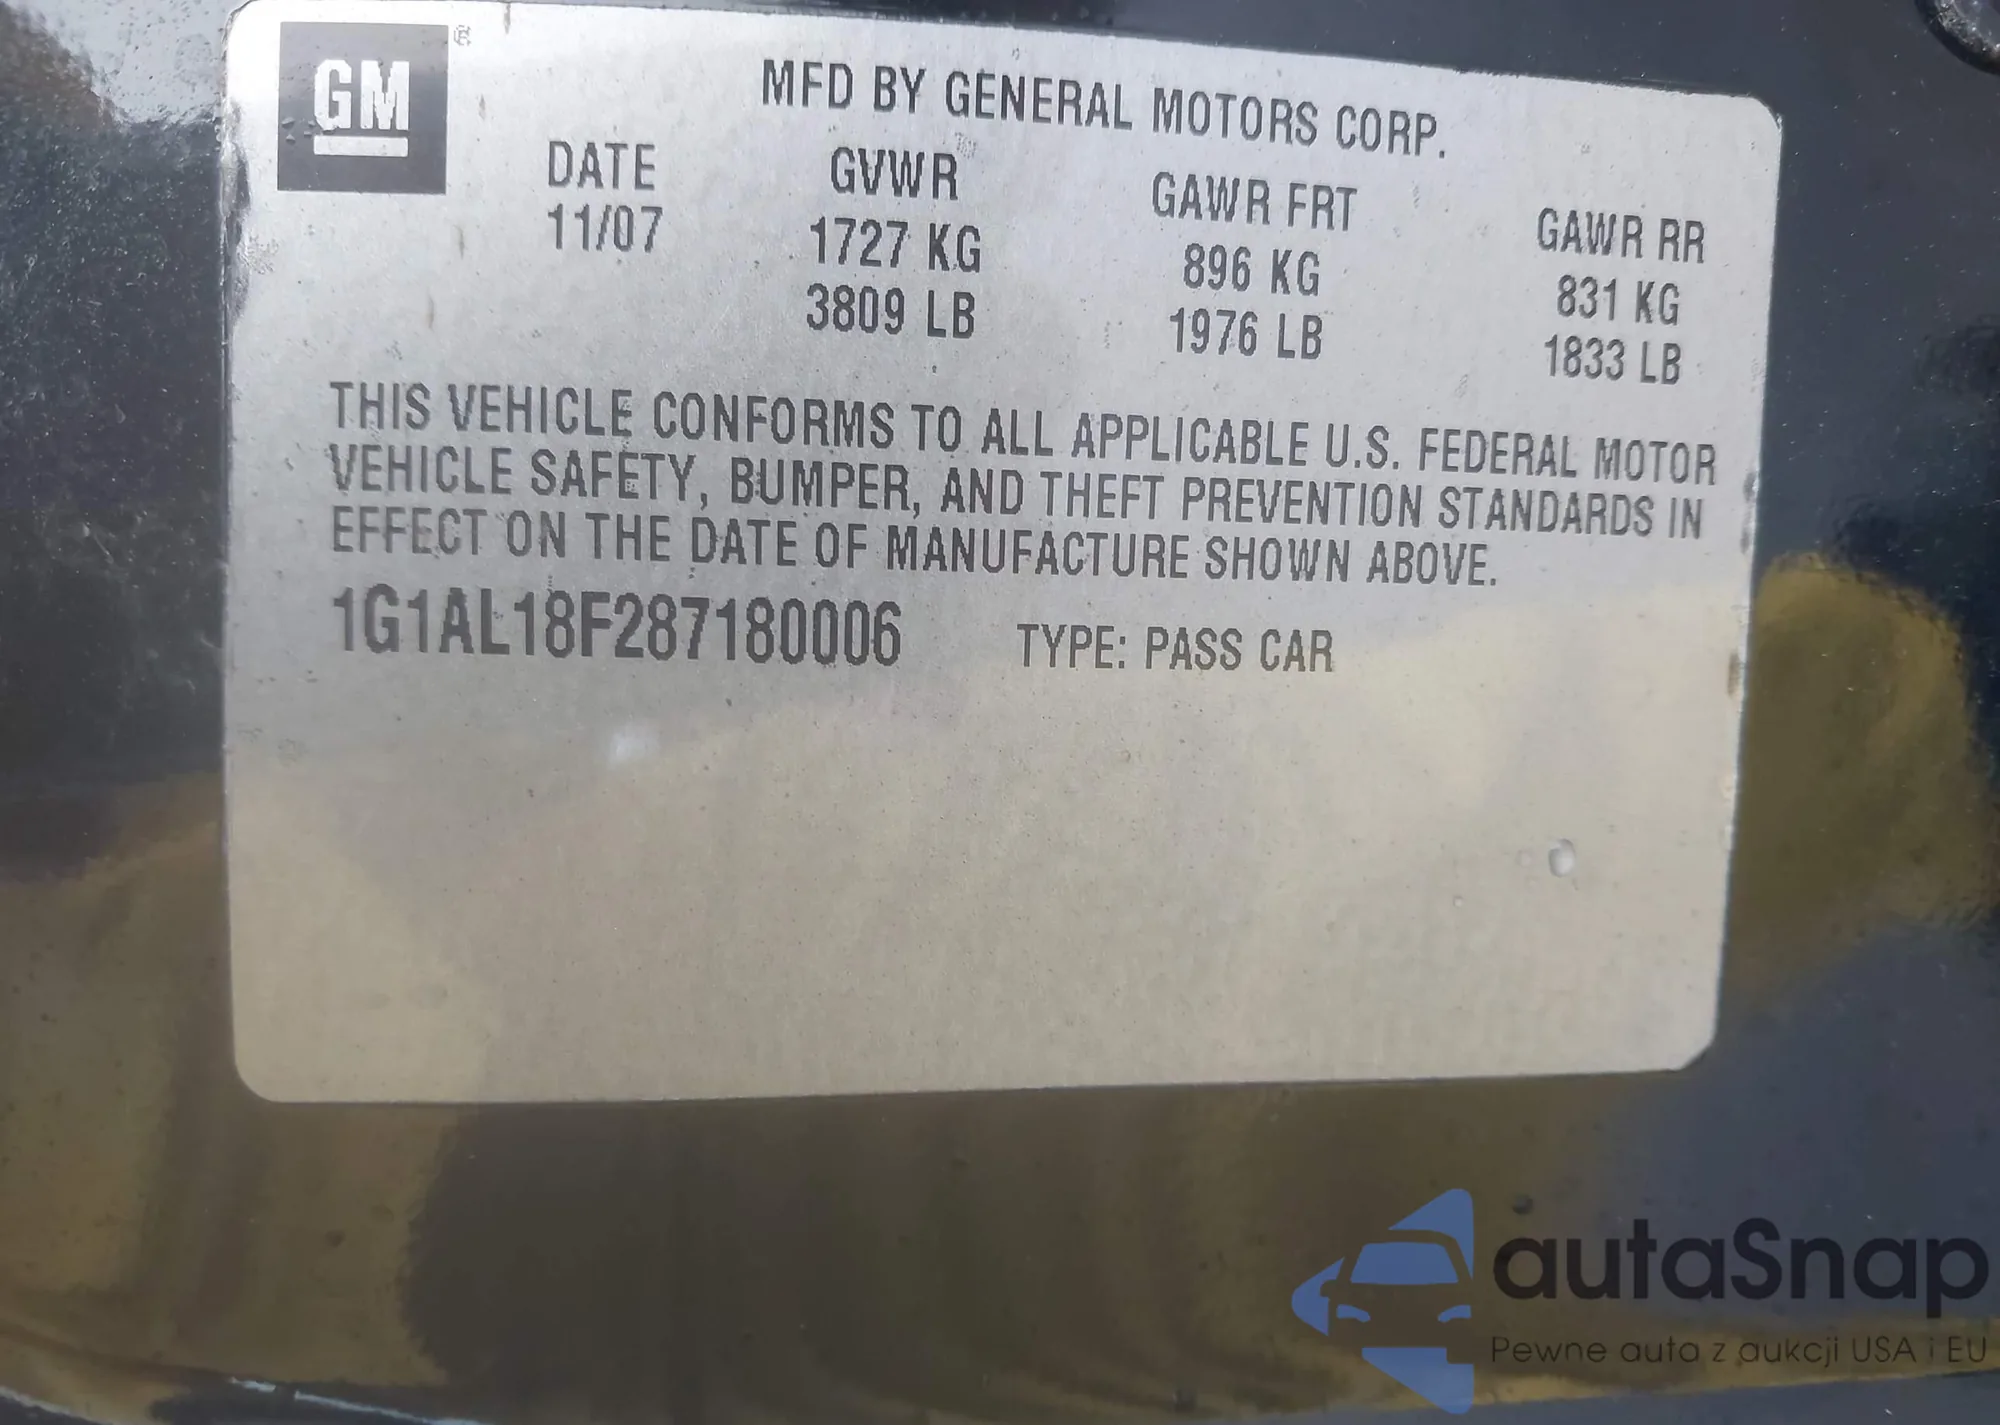 GM ®
MFD BY GENERAL MOTORS CORP.
DATE GVWR GAWR FRT GAWR RR
11/07 1727 KG 896 KG 831 KG
3809 LB 1976 LB 1833 LB
THIS VEHICLE CONFORMS TO ALL APPLICABLE U.S. FEDERAL MOTOR
VEHICLE SAFETY, BUMPER, AND THEFT PREVENTION STANDARDS IN
EFFECT ON THE DATE OF MANUFACTURE SHOWN ABOVE.
1G1AL18F287180006 TYPE: PASS CAR
autaSnap
Pewne auta z aukcji USA i EU